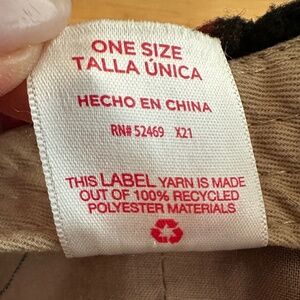 ONE SIZE
TALLA ÚNICA
HECHO EN CHINA
RN# 52469 X21
THIS LABEL YARN IS MADE
OUT OF 100% RECYCLED
POLYESTER MATERIALS